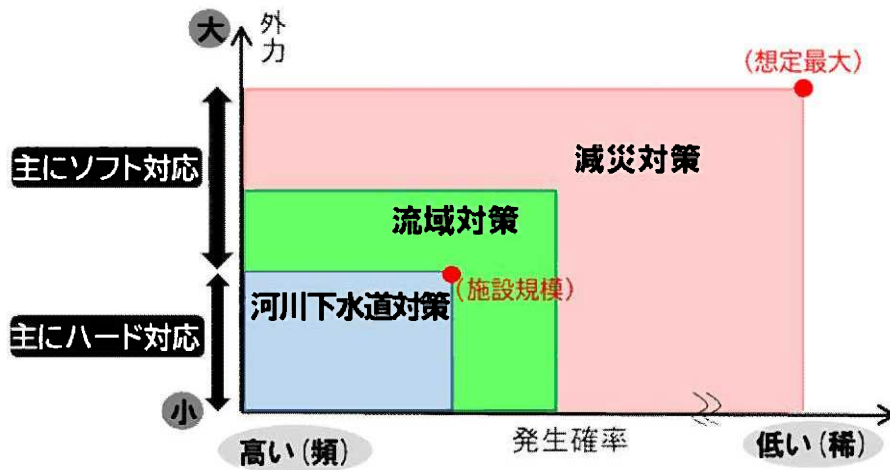 大
外力
(想定最大)
減災対策
主にソフト対応
流域対策
(施設規模)
河川下水道対策
主にハード対応
小
発生確率
高い(頻)
低い(稀)